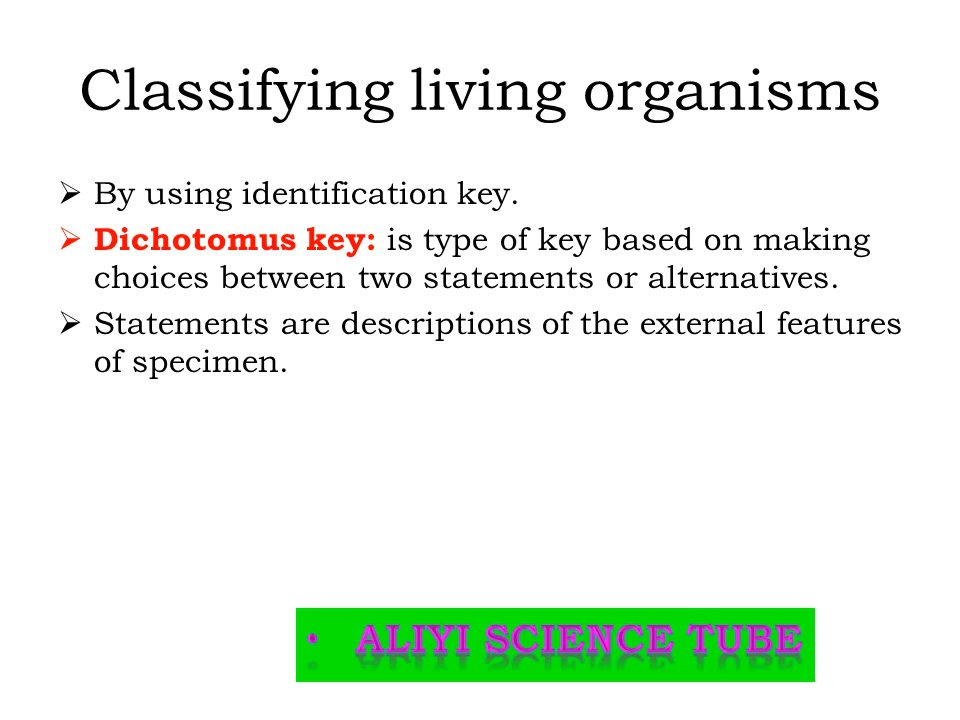 Classifying living organisms
➢ By using identification key.
➢ Dichotomus key: is type of key based on making
choices between two statements or alternatives.
➢ Statements are descriptions of the external features
of specimen.
• ALIYI SCIENCE TUBE